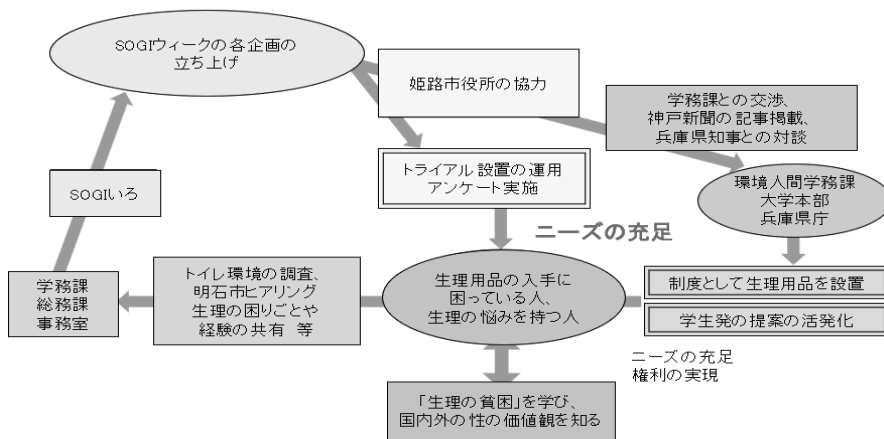 SOGIウィークの各企画の
立ち上げ
姫路市役所の協力
学務課との交渉、
神戸新聞の記事掲載、
兵庫県知事との対談
トライアル設置の運用
アンケート実施
SOGIいろ
環境人間学務課
大学本部
兵庫県庁
ニーズの充足
学務課
総務課
事務室
トイレ環境の調査、
明石市ヒアリング
生理の困りごとや
経験の共有 等
生理用品の入手に
困っている人、
生理の悩みを持つ人
制度として生理用品を設置
学生発の提案の活発化
ニーズの充足
権利の実現
「生理の貧困」を学び、
国内外の性の価値観を知る